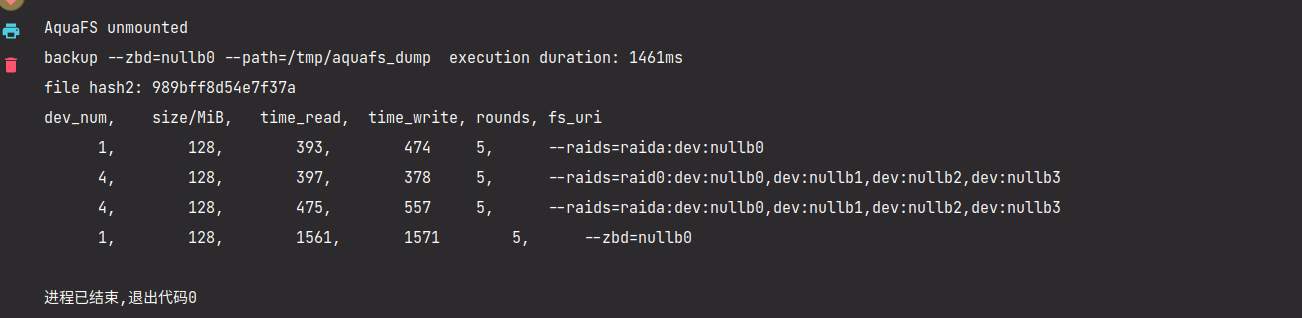 AquaFS unmounted
backup --zbd=nullb0 --path=/tmp/aquafs_dump  execution duration: 1461ms
file hash2: 989bff8d54e7f37a
dev_num,    size/MiB,   time_read,  time_write, rounds, fs_uri
      1,        128,        393,        474     5,      --raids=raida:dev:nullb0
      4,        128,        397,        378     5,      --raids=raid0:dev:nullb0,dev:nullb1,dev:nullb2,dev:nullb3
      4,        128,        475,        557     5,      --raids=raida:dev:nullb0,dev:nullb1,dev:nullb2,dev:nullb3
      1,        128,        1561,       1571        5,      --zbd=nullb0
进程已结束,退出代码0